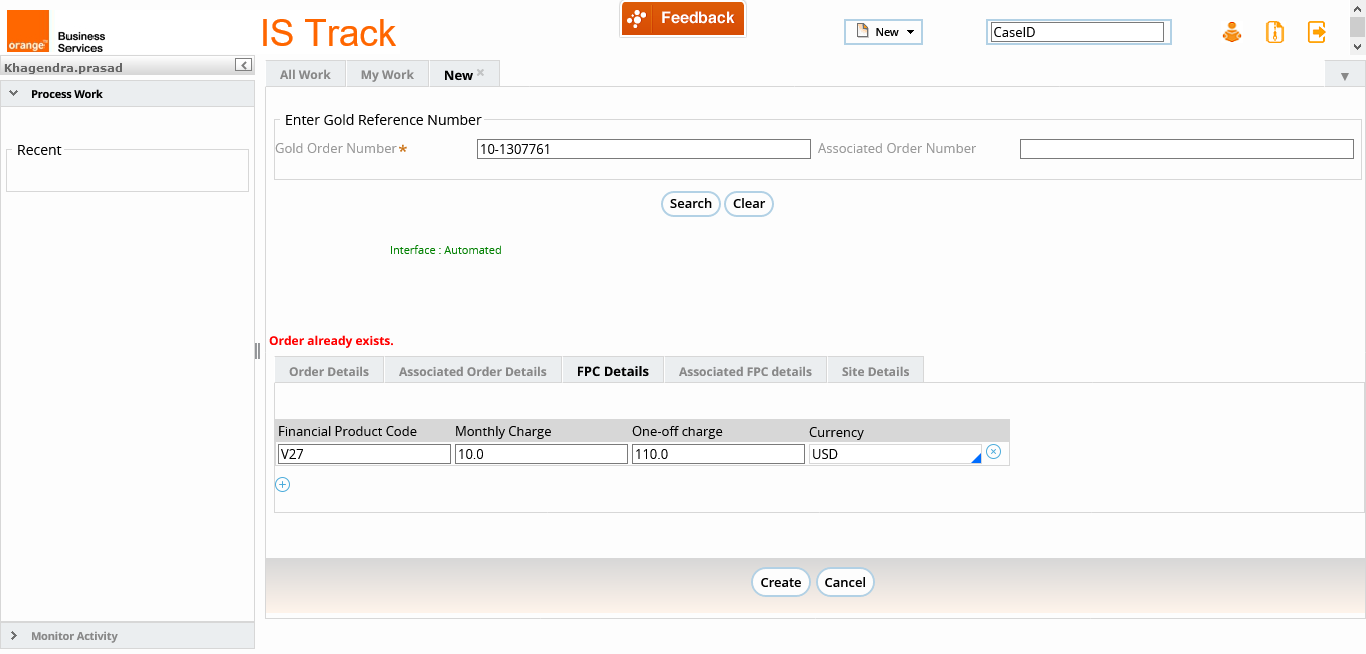 orange™
Business
Services
IS Track
Feedback
New
CaseID
Khagendra.prasad
Process Work
Recent
Monitor Activity
All Work
My Work
New
Enter Gold Reference Number
Gold Order Number* 10-1307761 Associated Order Number
Search Clear
Interface : Automated
Order already exists.
Order Details Associated Order Details FPC Details Associated FPC details Site Details
Financial Product Code Monthly Charge One-off charge Currency
V27 10.0 110.0 USD
Create Cancel